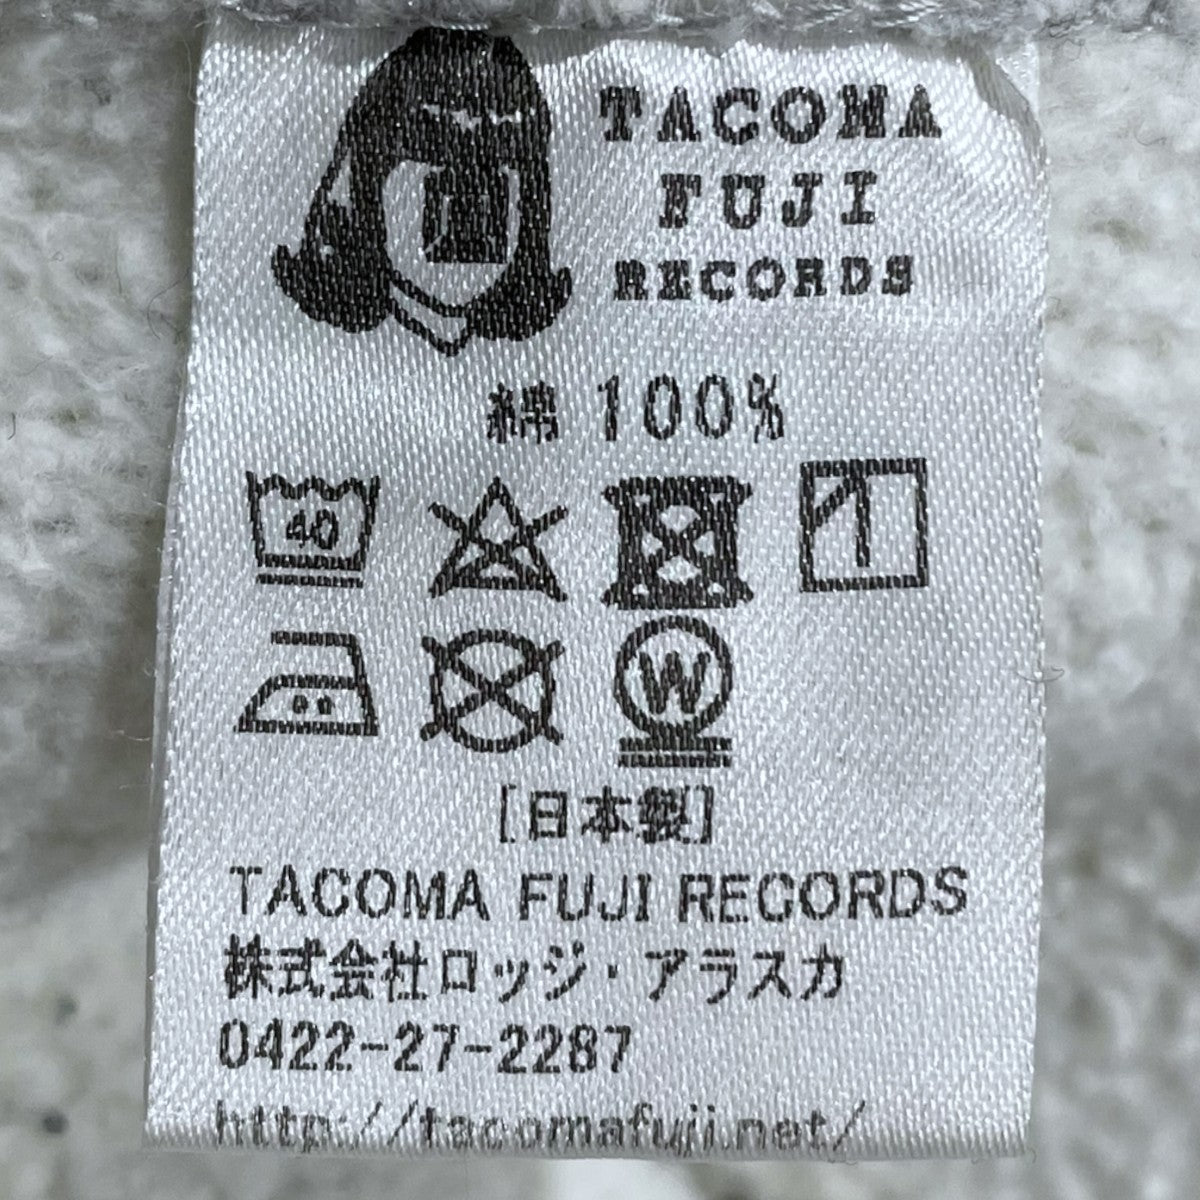 TACOMA
FUJI
RECORDS
綿 100%
40
W
[日本製]
TACOMA FUJI RECORDS
株式会社ロッジ・アラスカ
0422-27-2287
http://tacomafuji.net/